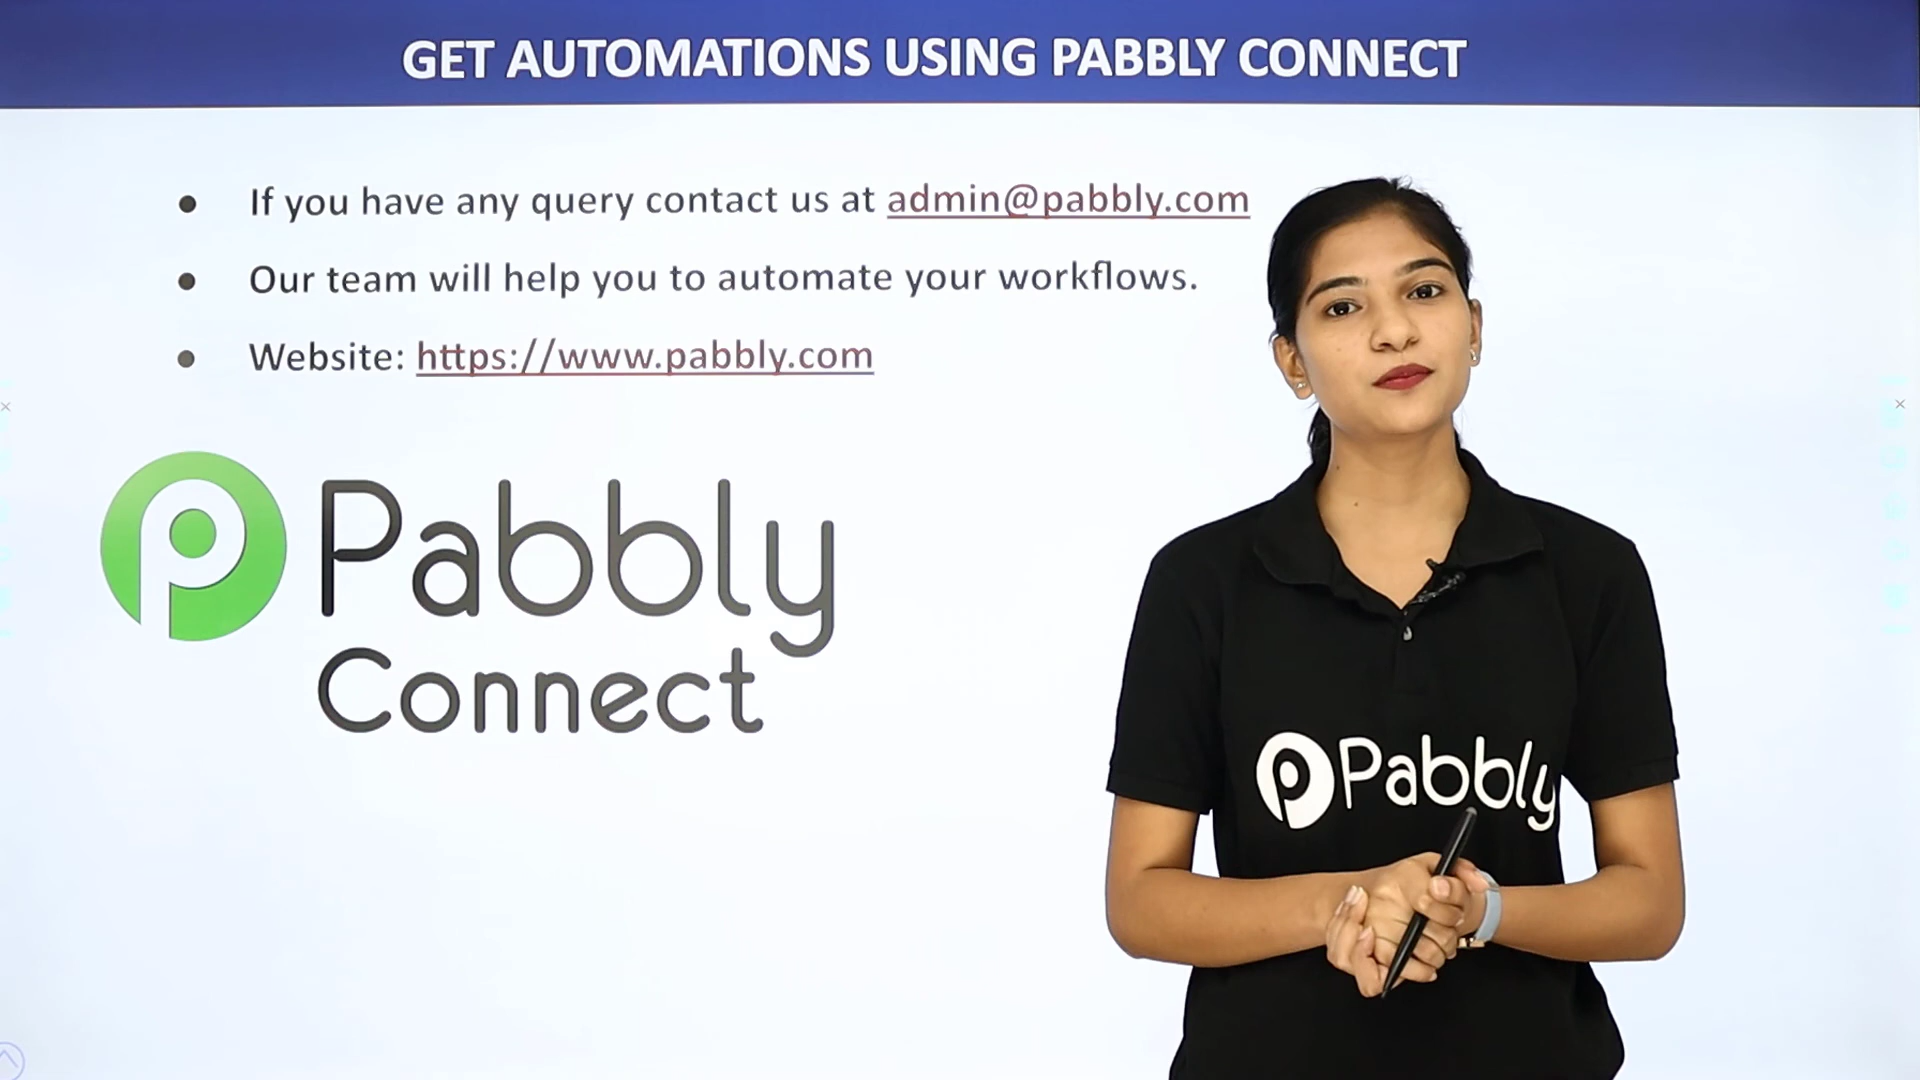 GET AUTOMATIONS USING PABBLY CONNECT
● If you have any query contact us at admin@pabbly.com
● Our team will help you to automate your workflows.
● Website: https://www.pabbly.com
Pabbly
Connect
Pabbly